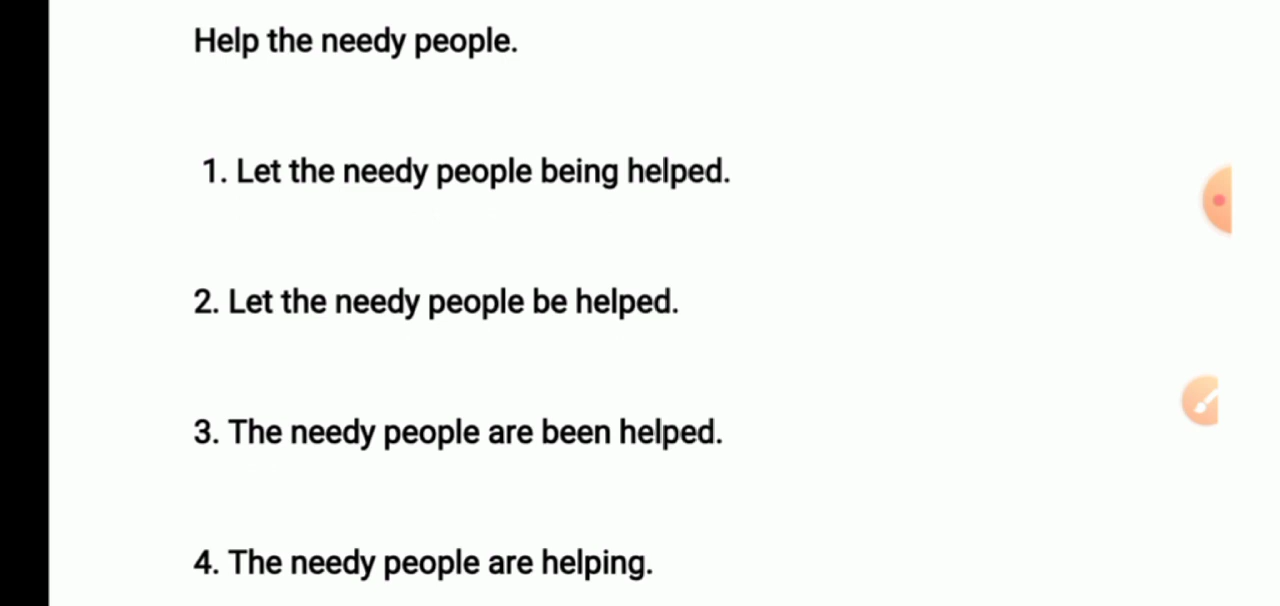 Help the needy people.
1. Let the needy people being helped.
2. Let the needy people be helped.
3. The needy people are been helped.
4. The needy people are helping.